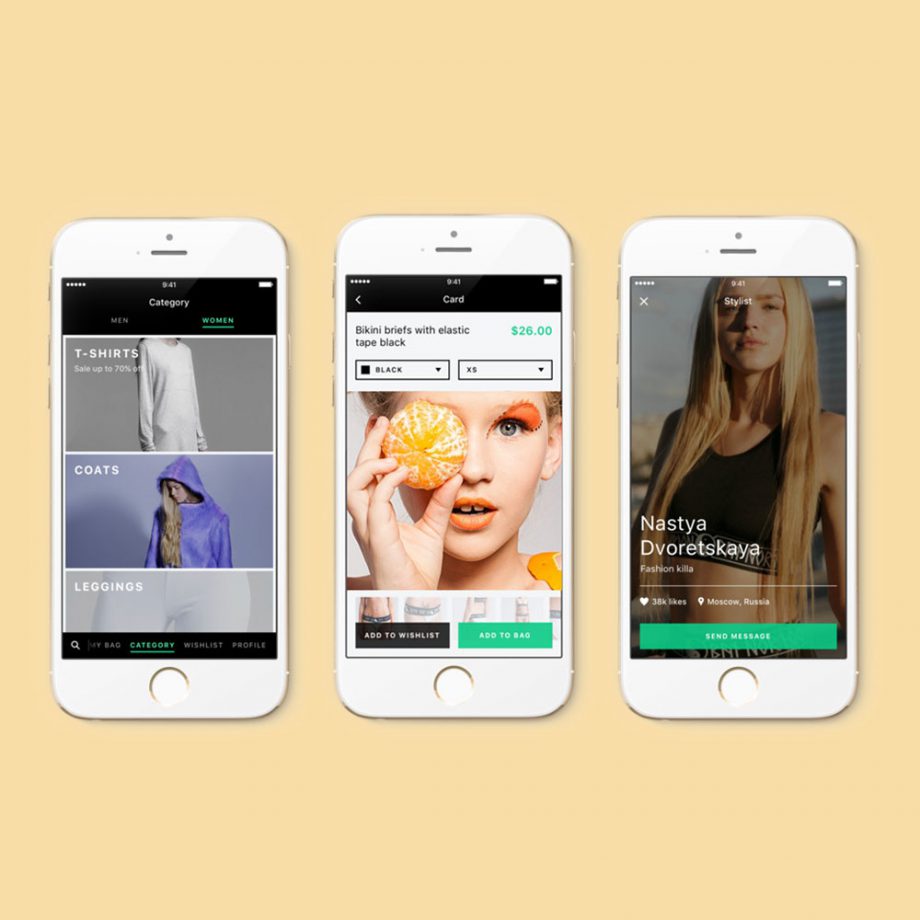 9:41
Category
MEN WOMEN
T-SHIRTS
Sale up to 70% off
COATS
LEGGINGS
MY BAG CATEGORY WISHLIST PROFILE
9:41
Card
Bikini briefs with elastic
tape black
$26.00
BLACK XS
ADD TO WISHLIST ADD TO BAG
9:41
Stylist
Nastya
Dvoretskaya
Fashion killa
38k likes Moscow, Russia
SEND MESSAGE